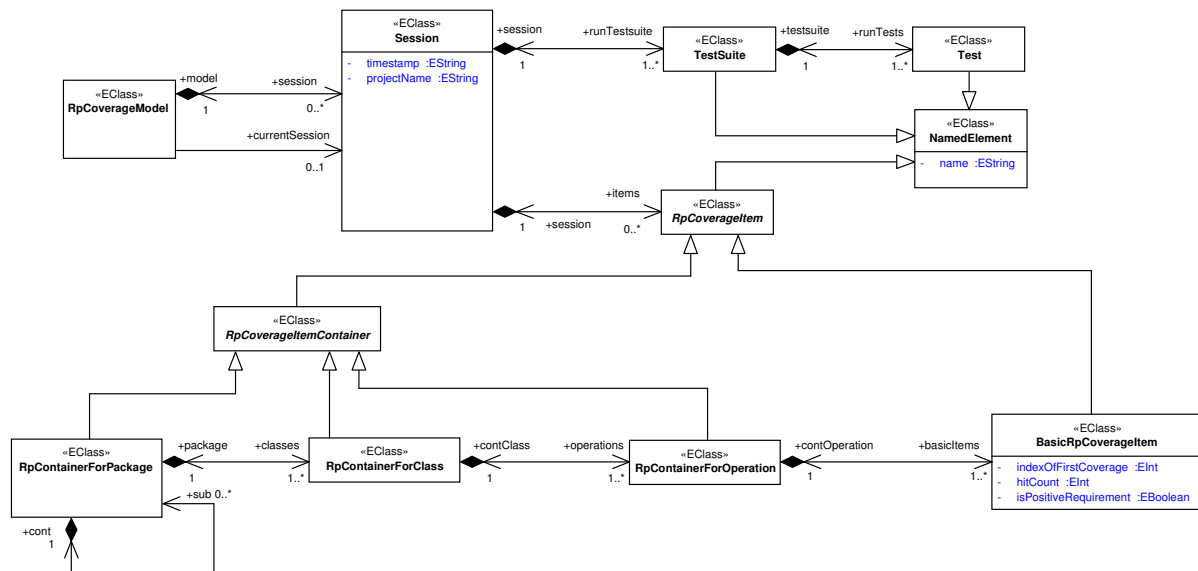 «EClass»
Session
- timestamp :EString
- projectName :EString
+session
1
+runTestsuite
1..*
«EClass»
TestSuite
+testsuite
1
+runTests
1..*
«EClass»
Test
«EClass»
RpCoverageModel
+model
1
+session
0..*
+currentSession
0..1
«EClass»
NamedElement
- name :EString
+items
0..*
1
+session
«EClass»
RpCoverageItem
«EClass»
RpCoverageItemContainer
«EClass»
RpContainerForPackage
+package
1
+classes
1..*
«EClass»
RpContainerForClass
+contClass
1
+operations
1..*
«EClass»
RpContainerForOperation
+contOperation
1
+basicItems
1..*
«EClass»
BasicRpCoverageItem
- indexOfFirstCoverage :EInt
- hitCount :EInt
- isPositiveRequirement :EBoolean
+sub 0..*
+cont
1